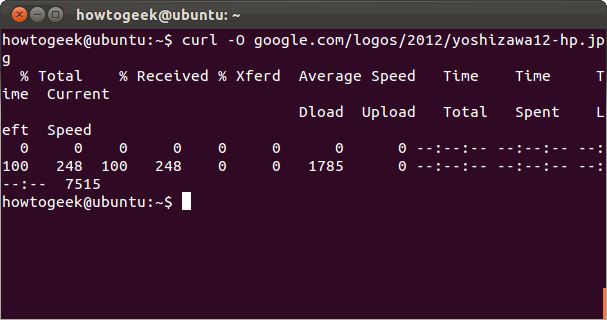 howtogeek@ubuntu: ~
howtogeek@ubuntu:~$ curl -O google.com/logos/2012/yoshizawa12-hp.jp
g
  % Total    % Received % Xferd  Average Speed   Time    Time     T
ime  Current
                                 Dload  Upload   Total   Spent    L
eft  Speed
  0     0    0     0    0     0      0      0 --:--:-- --:--:-- --:
100   248  100   248    0     0   1785      0 --:--:-- --:--:-- --:
--:--  7515
howtogeek@ubuntu:~$